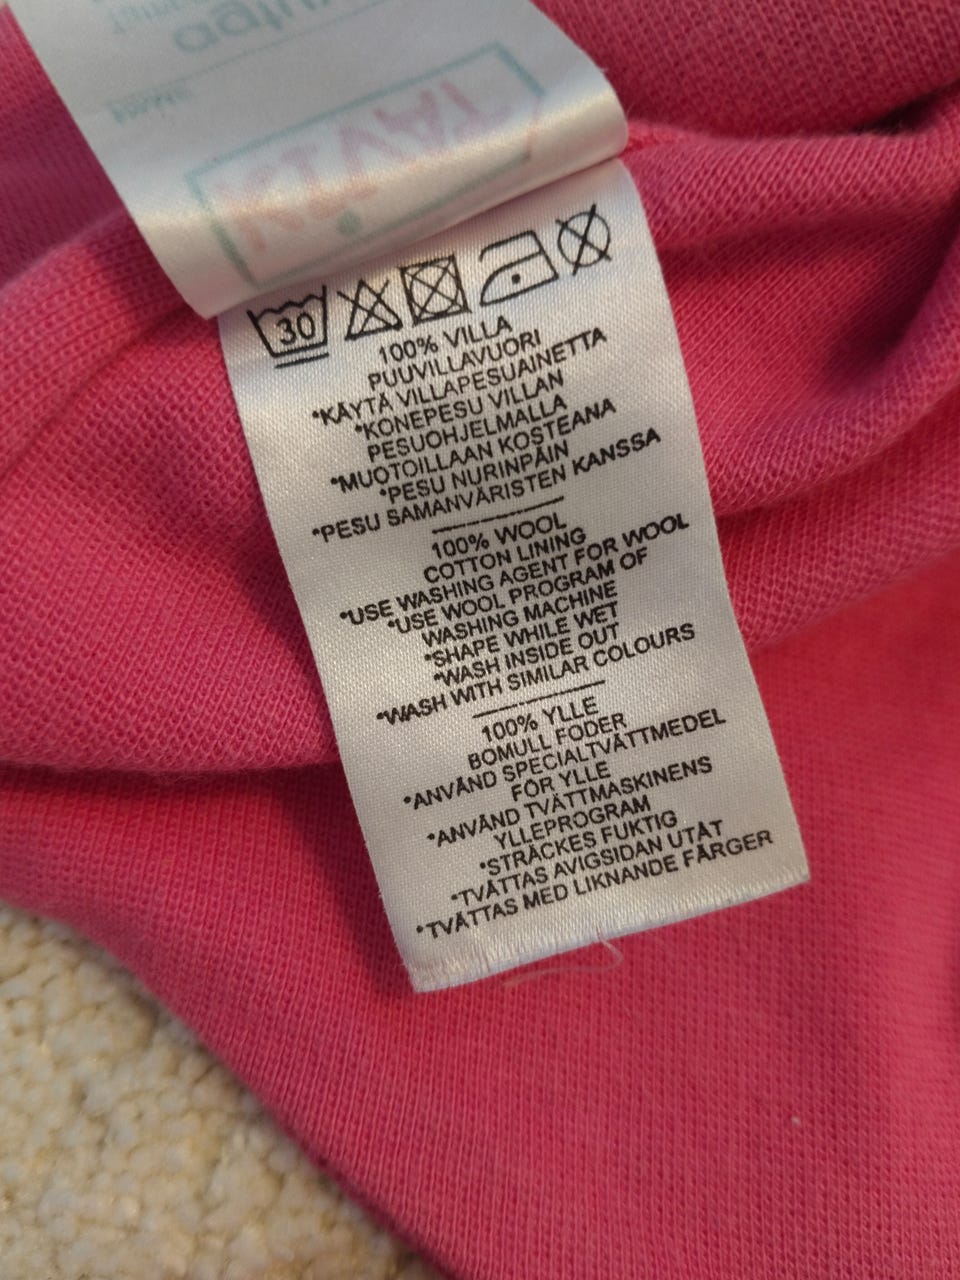 30
100% VILLA
PUUVILLAVUORI
*KÄYTÄ VILLAPESUAINETTA
*KONEPESU VILLAN
PESUOHJELMALLA
*MUOTOILLAAN KOSTEANA
*PESU NURINPÄIN
*PESU SAMANVÄRISTEN KANSSA
100% WOOL
COTTON LINING
*USE WASHING AGENT FOR WOOL
*USE WOOL PROGRAM OF
WASHING MACHINE
*SHAPE WHILE WET
*WASH INSIDE OUT
*WASH WITH SIMILAR COLOURS
100% YLLE
BOMULL FODER
*ANVÄND SPECIALTVÄTTMEDEL
FÖR YLLE
*ANVÄND TVÄTTMASKINENS
YLLEPROGRAM
*STRÄCKES FUKTIG
*TVÄTTAS AVIGSIDAN UTÅT
*TVÄTTAS MED LIKNANDE FÄRGER